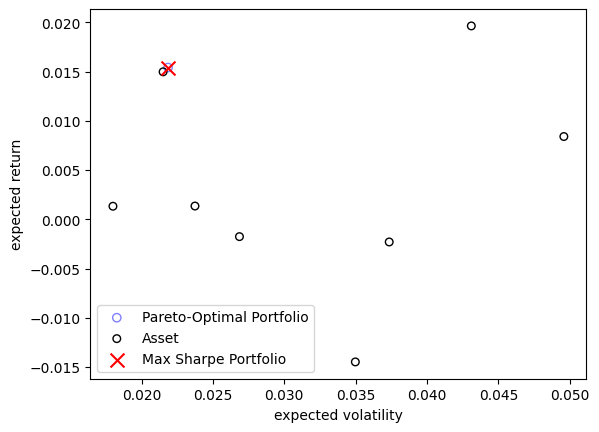 0.020
0.015
0.010
0.005
0.000
−0.005
−0.010
−0.015
expected return
Pareto-Optimal Portfolio
Asset
Max Sharpe Portfolio
0.020 0.025 0.030 0.035 0.040 0.045 0.050
expected volatility